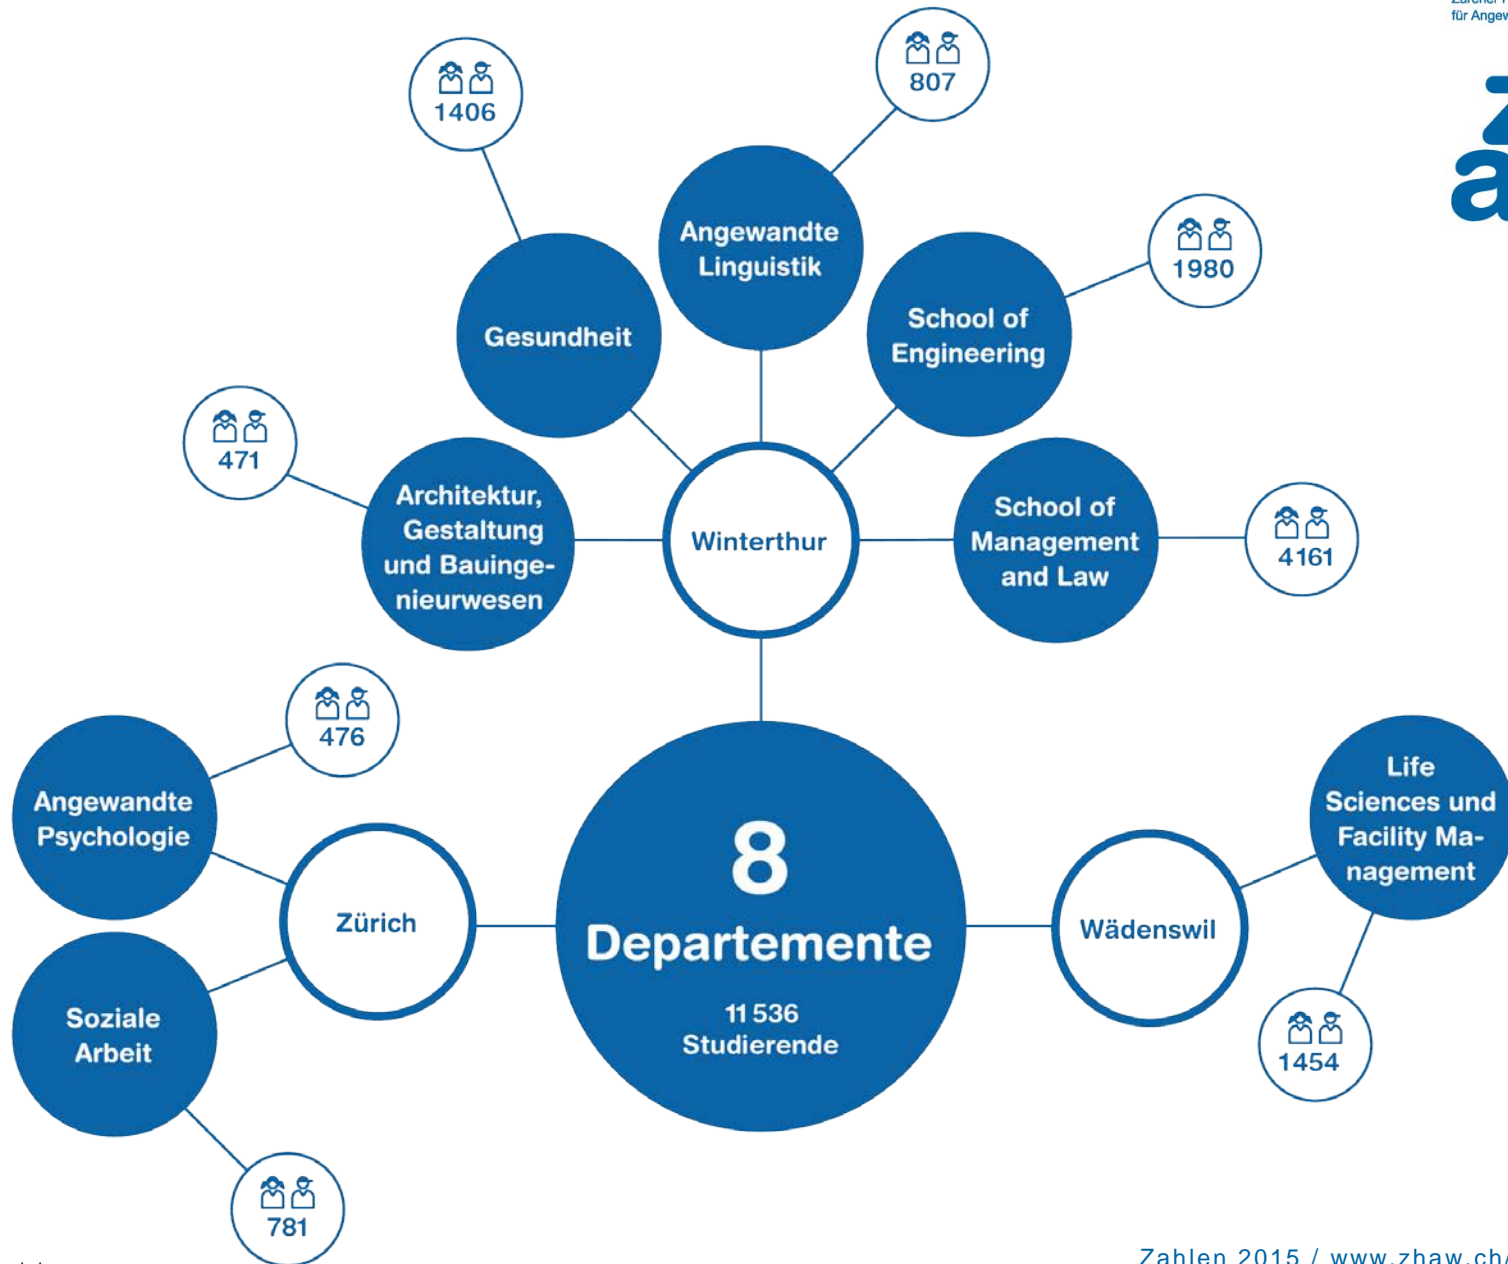 für Angew
1406
807
1980
471
4161
Angewandte
Linguistik
Gesundheit
School of
Engineering
Architektur,
Gestaltung
und Bauinge-
nieurwesen
Winterthur
School of
Management
and Law
476
Angewandte
Psychologie
Zürich
Soziale
Arbeit
781
8
Departemente
11 536
Studierende
Wädenswil
Life
Sciences und
Facility Ma-
nagement
1454
Zahlen 2015 / www.zhaw.ch/